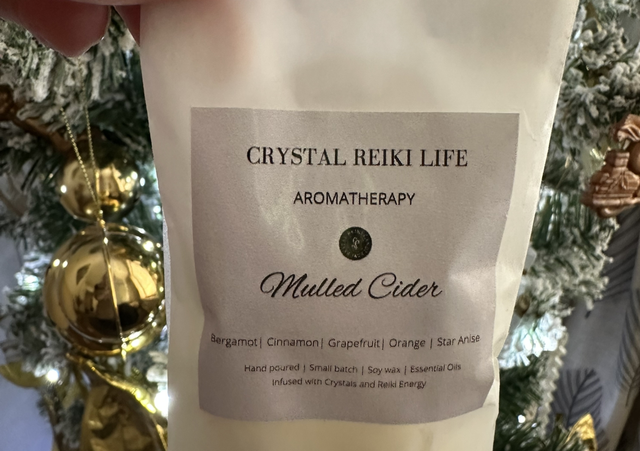 CRYSTAL REIKI LIFE
AROMATHERAPY
Mulled Cider
Bergamot| Cinnamon| Grapefruit| Orange | Star Anise
Hand poured | Small batch | Soy wax | Essential Oils
Infused with Crystals and Reiki Energy